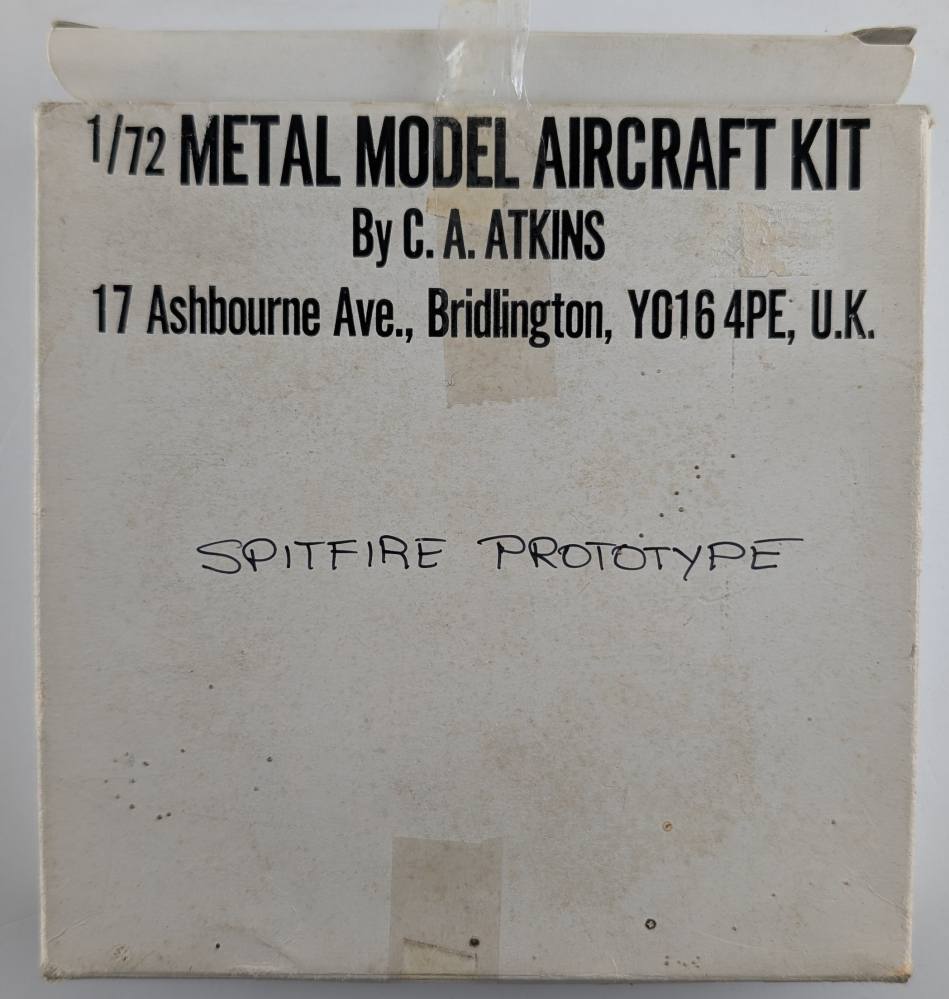 1/72 METAL MODEL AIRCRAFT KIT
By C. A. ATKINS
17 Ashbourne Ave., Bridlington, YO16 4PE, U.K.
SPITFIRE PROTOTYPE